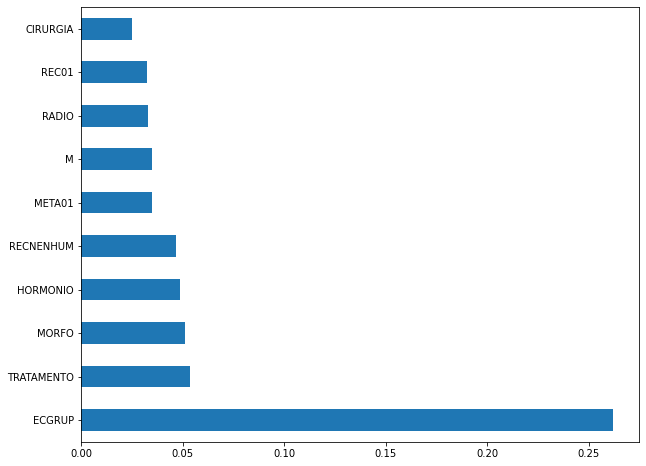 CIRURGIA
REC01
RADIO
M
META01
RECNENHUM
HORMONIO
MORFO
TRATAMENTO
ECGRUP
0.00 0.05 0.10 0.15 0.20 0.25